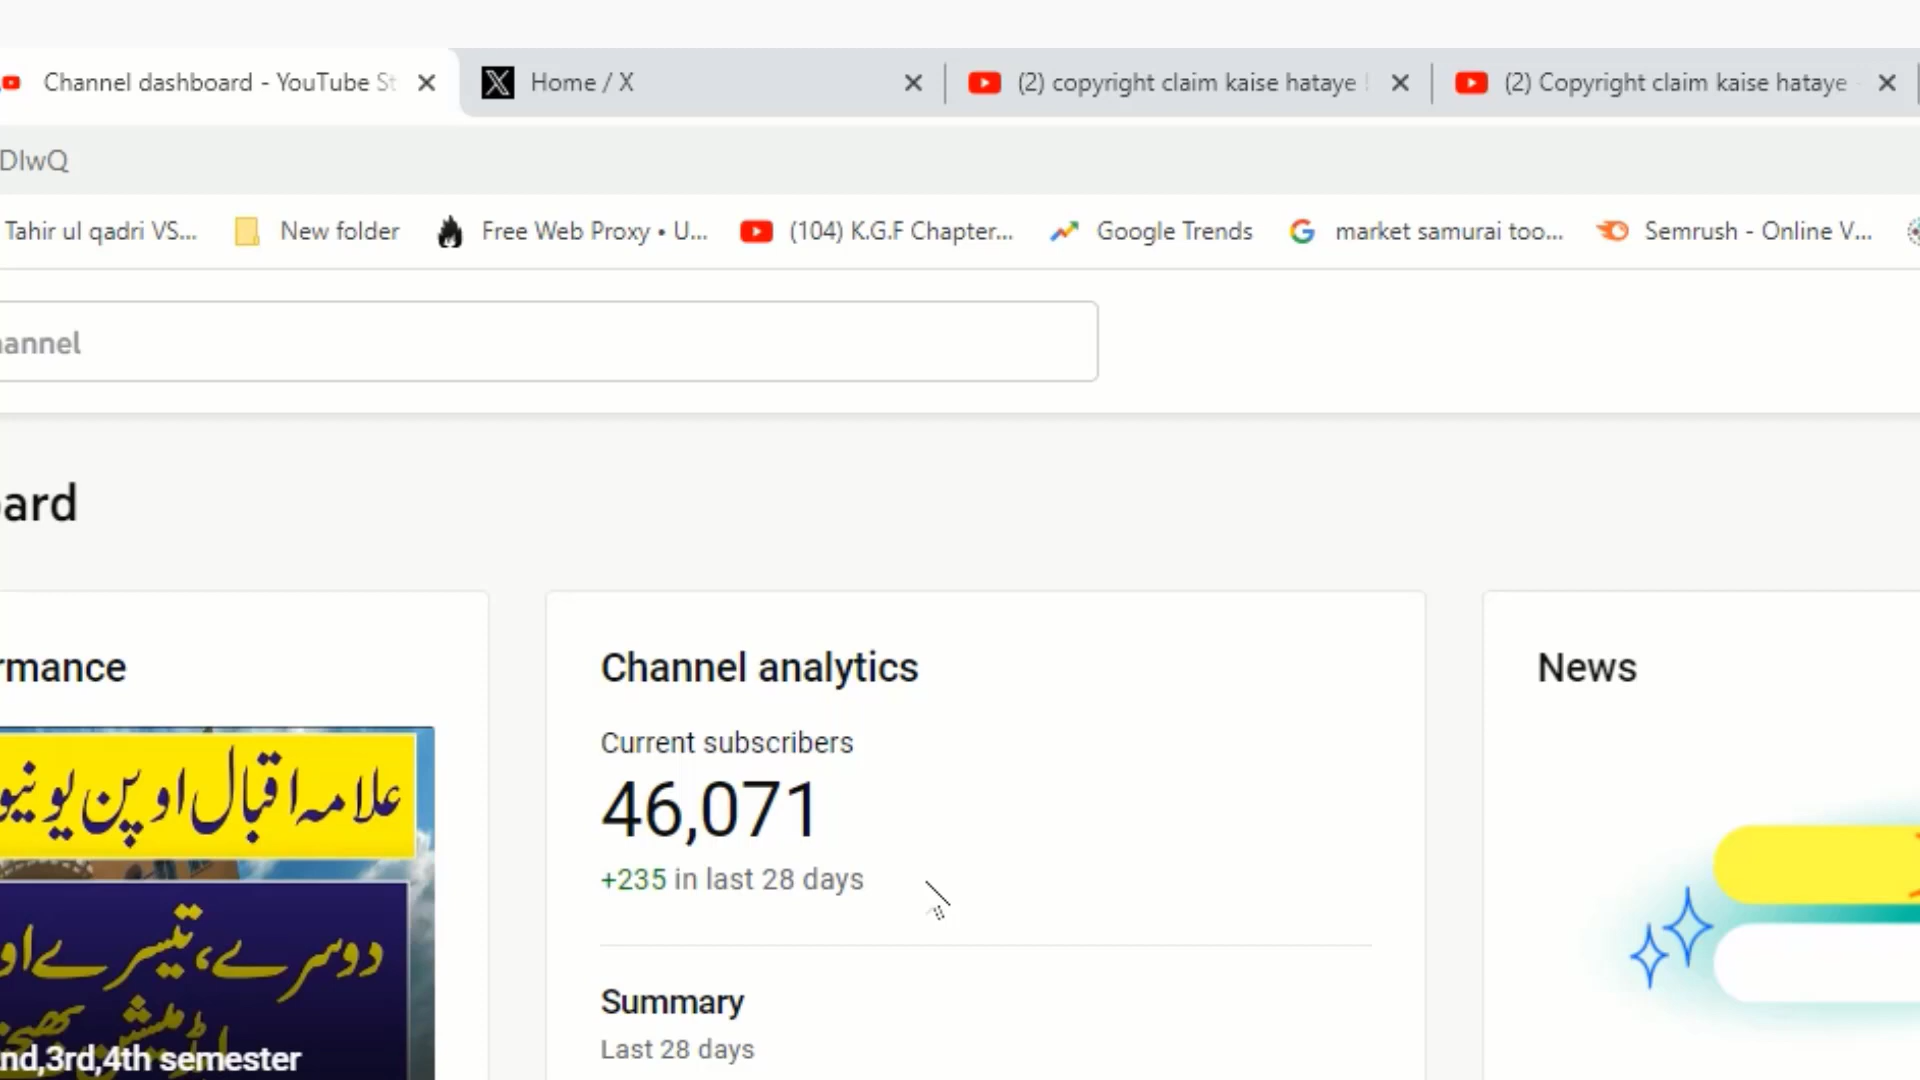 Channel dashboard - YouTube St
Home / X
(2) copyright claim kaise hataye
(2) Copyright claim kaise hataye
DIwQ
Tahir ul qadri VS...
New folder
Free Web Proxy • U...
(104) K.G.F Chapter...
Google Trends
market samurai too...
Semrush - Online V...
annel
ard
rmance
Channel analytics
News
Current subscribers
46,071
+235 in last 28 days
علامہ اقبال اوپن یونیو
دوسرے، تیسرے او
nd,3rd,4th semester
Summary
Last 28 days